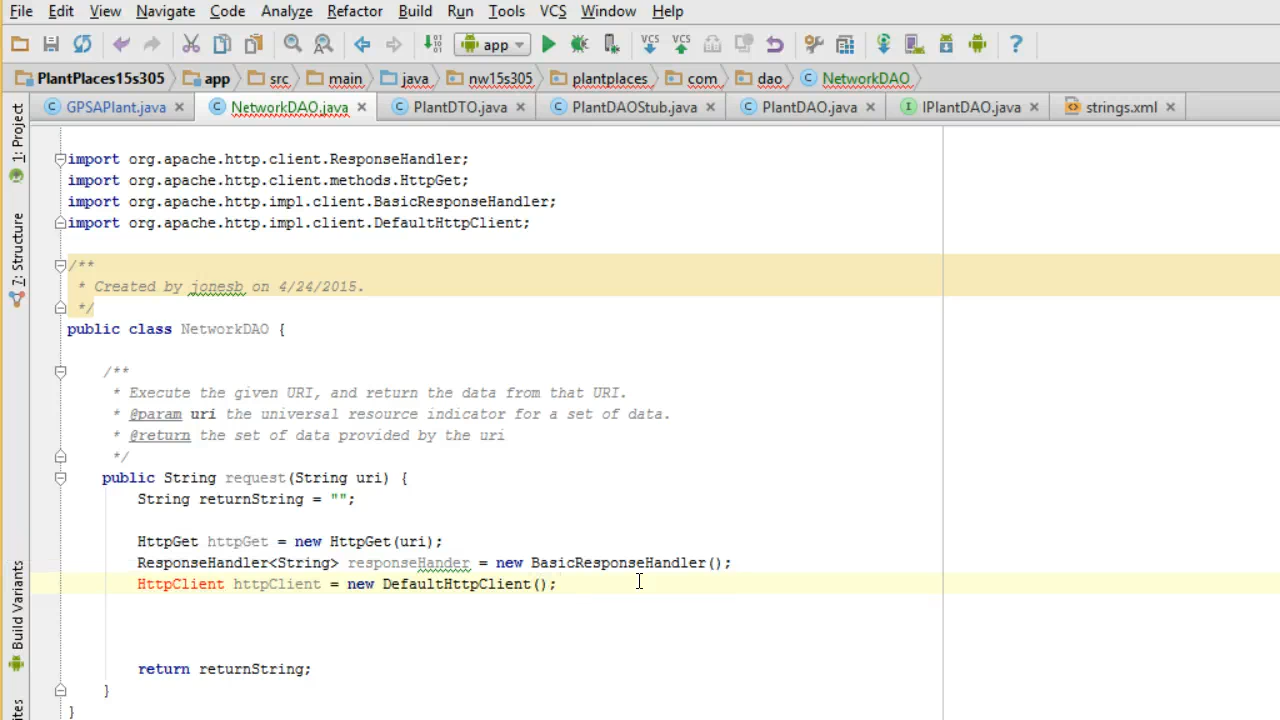 File Edit View Navigate Code Analyze Refactor Build Run Tools VCS Window Help
app VCS VCS ?
PlantPlaces15s305 app src main java nw15s305 plantplaces com dao NetworkDAO
GPSAPlant.java NetworkDAO.java PlantDTO.java PlantDAOStub.java PlantDAO.java IPlantDAO.java strings.xml
1: Project
7: Structure
Build Variants
import org.apache.http.client.ResponseHandler;
import org.apache.http.client.methods.HttpGet;
import org.apache.http.impl.client.BasicResponseHandler;
import org.apache.http.impl.client.DefaultHttpClient;
/**
* Created by jonesb on 4/24/2015.
*/
public class NetworkDAO {
/**
* Execute the given URI, and return the data from that URI.
* @param uri the universal resource indicator for a set of data.
* @return the set of data provided by the uri
*/
public String request(String uri) {
String returnString = "";
HttpGet httpGet = new HttpGet(uri);
ResponseHandler<String> responseHander = new BasicResponseHandler();
HttpClient httpClient = new DefaultHttpClient();
return returnString;
}
}